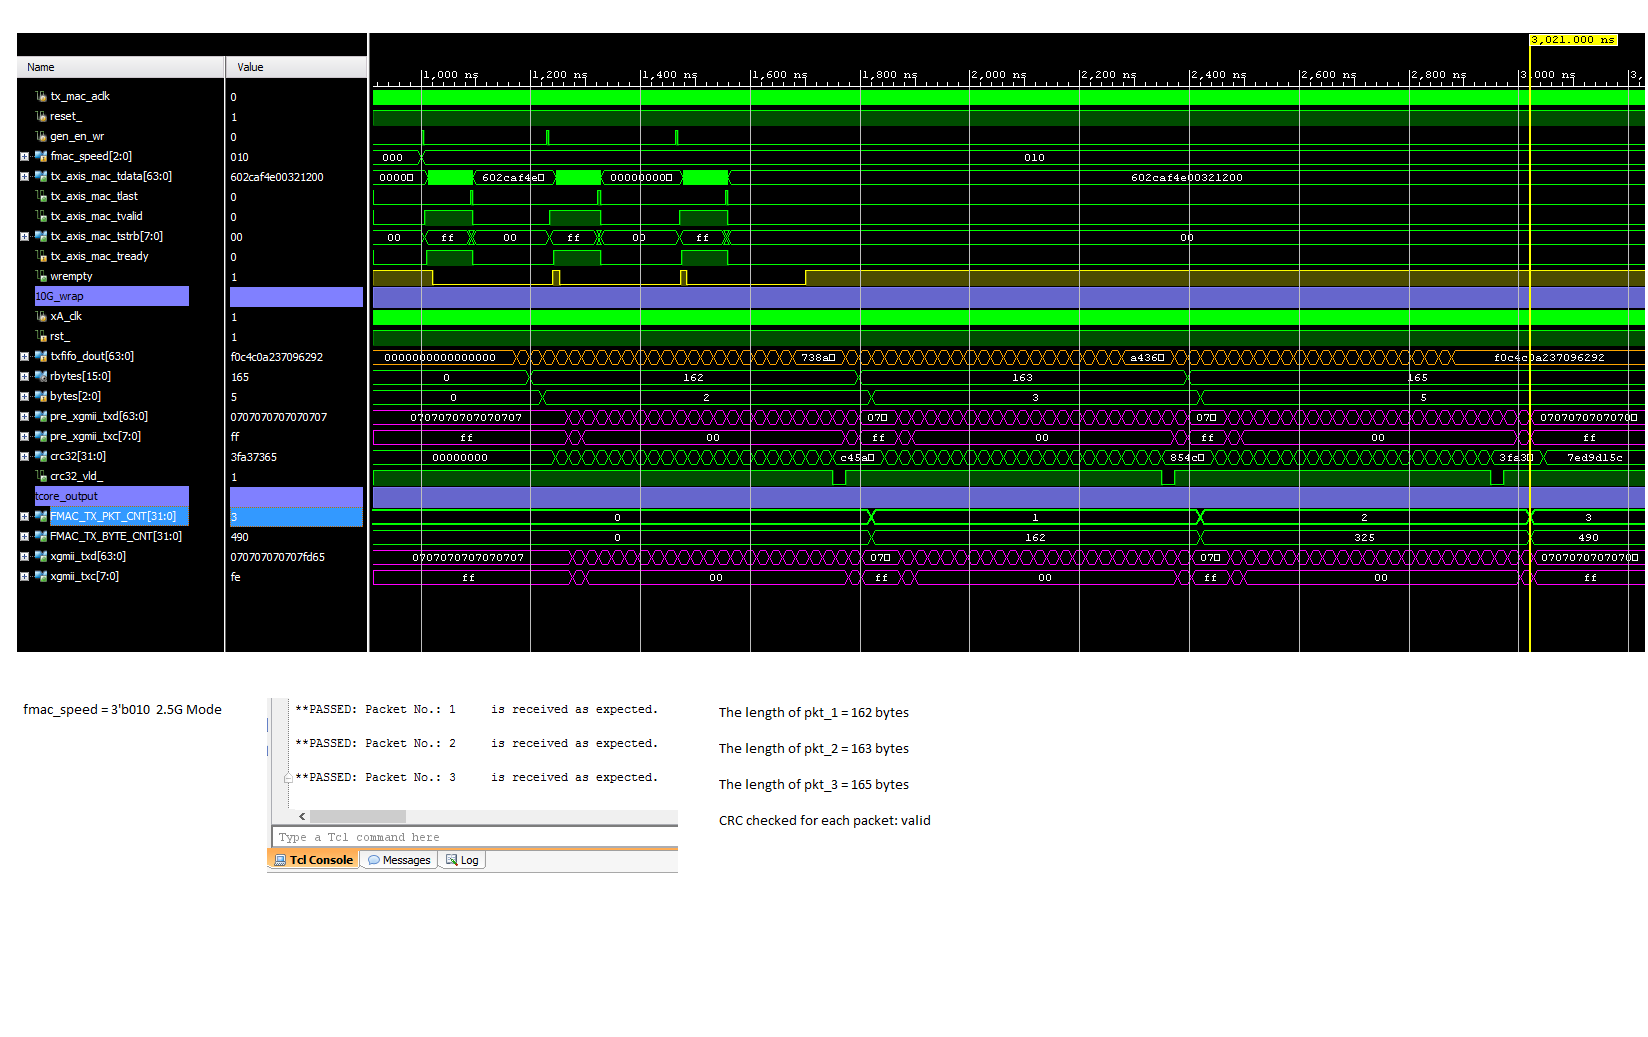 3,021.000 ns
Name Value
1,000 ns 1,200 ns 1,400 ns 1,600 ns 1,800 ns 2,000 ns 2,200 ns 2,400 ns 2,600 ns 2,800 ns 3,000 ns 3,
tx_mac_aclk 0
reset_ 1
gen_en_wr 0
fmac_speed[2:0] 010 000 010
tx_axis_mac_tdata[63:0] 602caf4e00321200 0000 602caf4e 00000000 602caf4e00321200
tx_axis_mac_tlast 0
tx_axis_mac_tvalid 0
tx_axis_mac_tstrb[7:0] 00 00 ff 00 ff 00 ff 00
tx_axis_mac_tready 0
wrempty 1
10G_wrap
xA_clk 1
rst_ 1
txfifo_dout[63:0] f0c4c0a237096292 0000000000000000 738a a436 f0c4c0a237096292
rbytes[15:0] 165 0 162 163 165
bytes[2:0] 5 0 2 3 5
pre_xgmii_txd[63:0] 0707070707070707 0707070707070707 07 07 0707070707070
pre_xgmii_txc[7:0] ff ff 00 ff 00 ff 00 ff
crc32[31:0] 3fa37365 00000000 c45a 854c 3fa3 7ed9d15c
crc32_vld_ 1
tcore_output
FMAC_TX_PKT_CNT[31:0] 3 0 1 2 3
FMAC_TX_BYTE_CNT[31:0] 490 0 162 325 490
xgmii_txd[63:0] 070707070707fd65 0707070707070707 07 07 0707070707070
xgmii_txc[7:0] fe ff 00 ff 00 ff 00 ff
fmac_speed = 3'b010 2.5G Mode
**PASSED: Packet No.: 1 is received as expected.
**PASSED: Packet No.: 2 is received as expected.
**PASSED: Packet No.: 3 is received as expected.
Type a Tcl command here
Tcl Console Messages Log
The length of pkt_1 = 162 bytes
The length of pkt_2 = 163 bytes
The length of pkt_3 = 165 bytes
CRC checked for each packet: valid